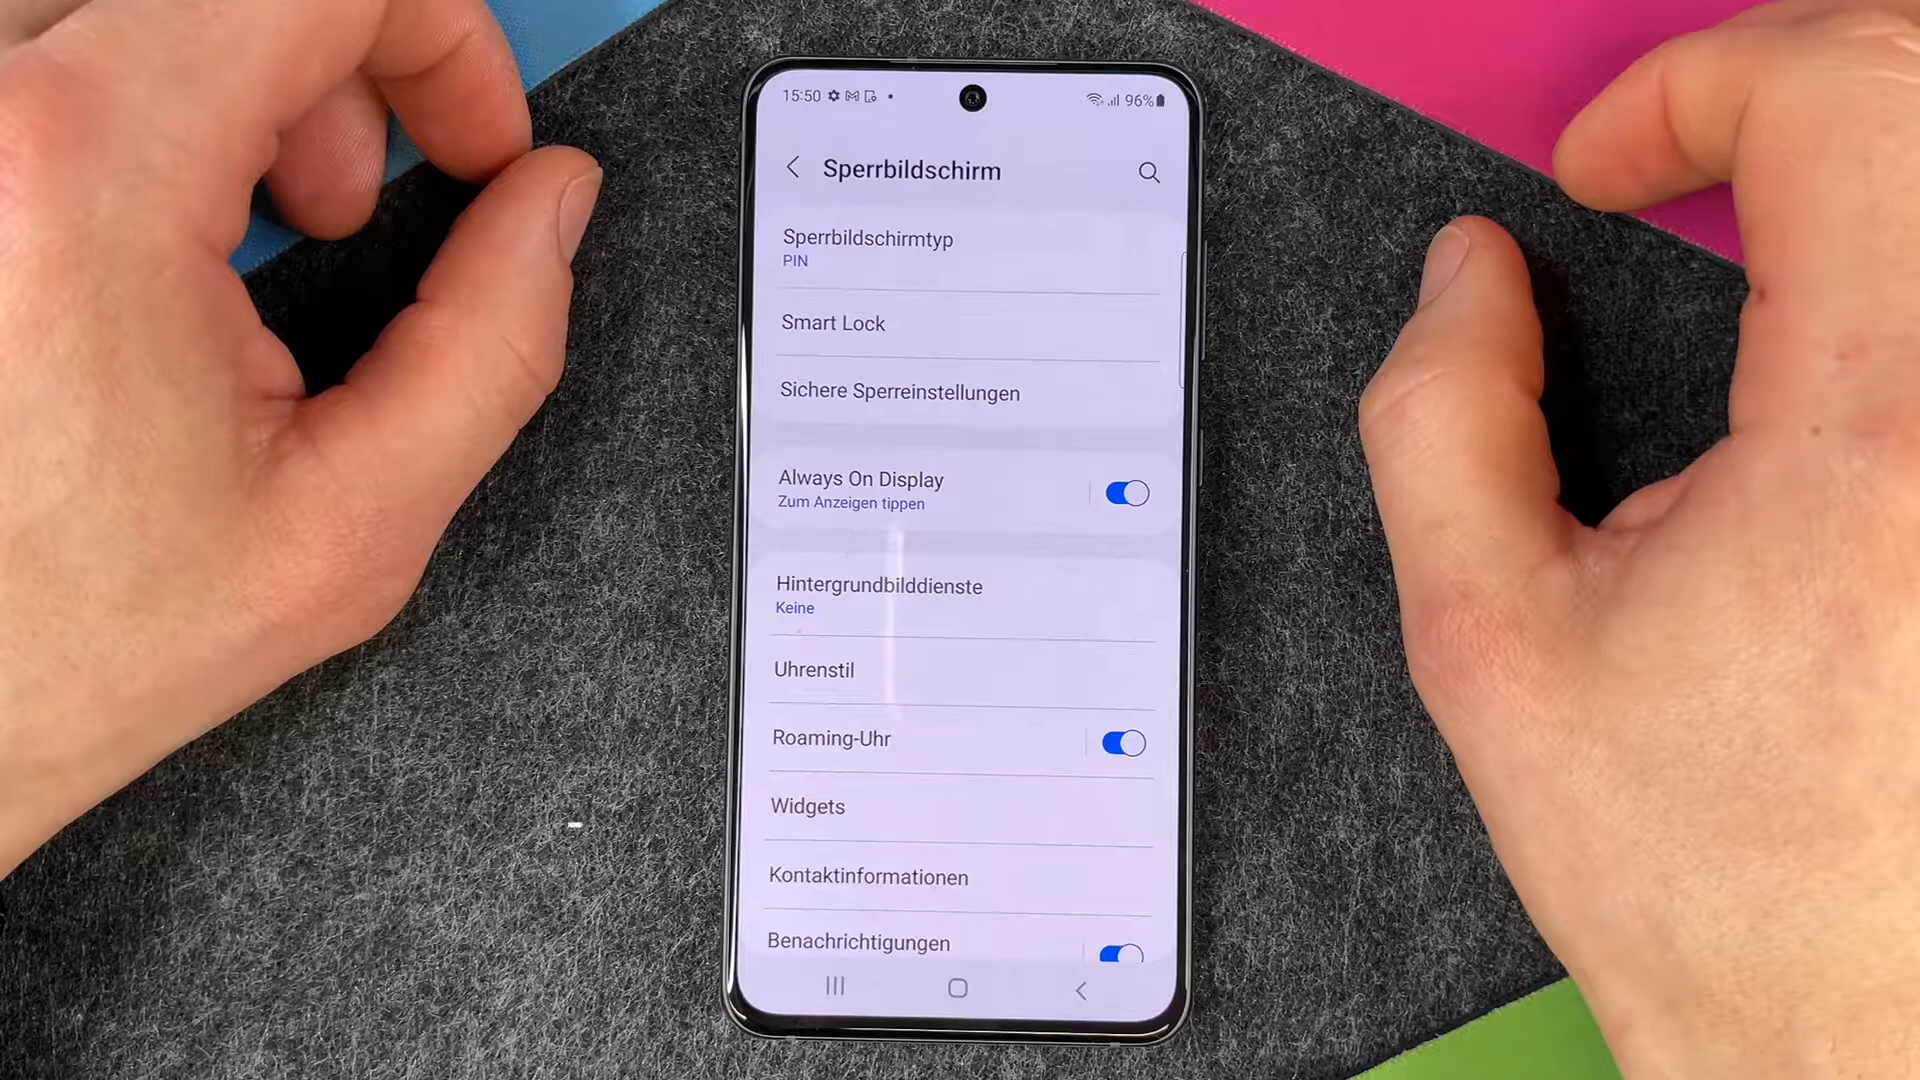 15:50
96%
Sperrbildschirm
Sperrbildschirmtyp
PIN
Smart Lock
Sichere Sperreinstellungen
Always On Display
Zum Anzeigen tippen
Hintergrundbilddienste
Keine
Uhrenstil
Roaming-Uhr
Widgets
Kontaktinformationen
Benachrichtigungen